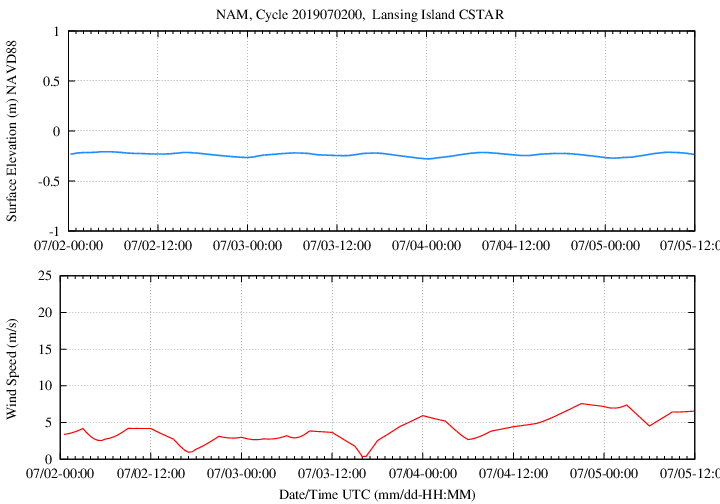 NAM, Cycle 2019070200, Lansing Island CSTAR
Surface Elevation (m) NAVD88
1
0.5
0
-0.5
-1
07/02-00:00 07/02-12:00 07/03-00:00 07/03-12:00 07/04-00:00 07/04-12:00 07/05-00:00 07/05-12:0
Wind Speed (m/s)
25
20
15
10
5
0
07/02-00:00 07/02-12:00 07/03-00:00 07/03-12:00 07/04-00:00 07/04-12:00 07/05-00:00 07/05-12:0
Date/Time UTC (mm/dd-HH:MM)